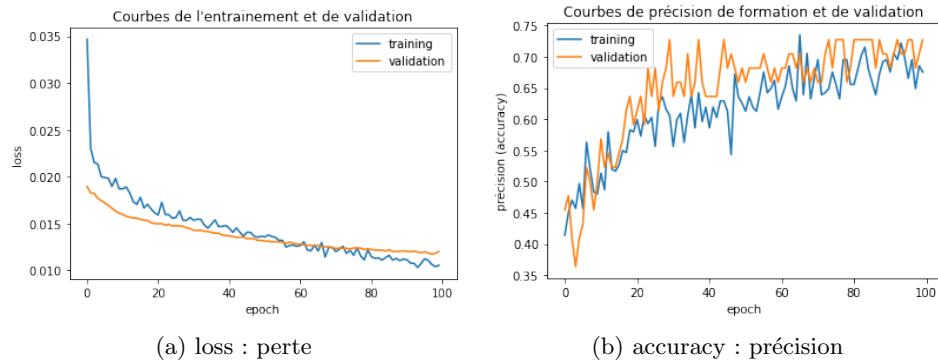 Courbes de l'entrainement et de validation
0.035
0.030
0.025
0.020
0.015
0.010
loss
training
validation
0
20
40
60
80
100
epoch
(a) loss : perte
Courbes de précision de formation et de validation
0.75
0.70
0.65
0.60
0.55
0.50
0.45
0.40
0.35
précision (accuracy)
training
validation
0
20
40
60
80
100
epoch
(b) accuracy : précision